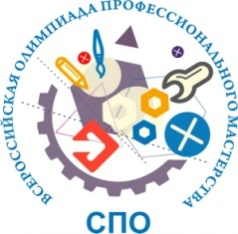 ВСЕРОССИЙСКАЯ ОЛИМПИАДА ПРОФЕССИОНАЛЬНОГО МАСТЕРСТВА
СПО